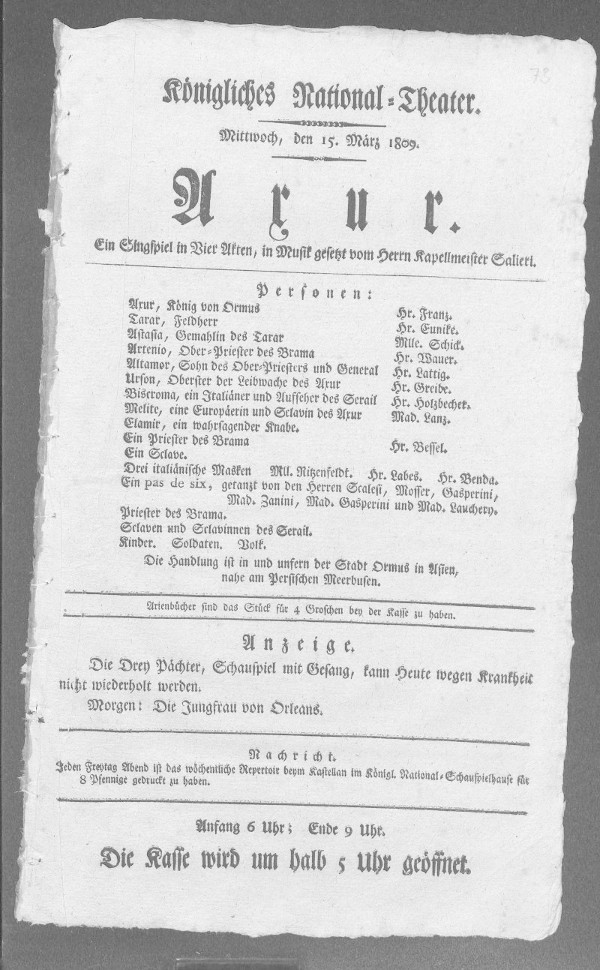 73
Königliches National-Theater.
Mittwoch, den 15. März 1809.
Axur.
Ein Singspiel in Vier Akten, in Musik gesetzt vom Herrn Kapellmeister Salieri.
Personen:
Axur, König von Ormus Hr. Franz.
Tarar, Feldherr Hr. Eunike.
Astasia, Gemahlin des Tarar Mlle. Schick.
Artenio, Ober-Priester des Brama Hr. Wauer.
Altamor, Sohn des Ober-Priesters und General Hr. Lattig.
Urson, Oberster der Leibwache des Axur Hr. Greibe.
Biscroma, ein Italiäner und Aufseher des Serail Hr. Holzbecher.
Melite, eine Europäerin und Sclavin des Axur Mad. Lanz.
Elamir, ein wahrsagender Knabe.
Ein Priester des Brama Hr. Bessel.
Ein Sclave.
Drei italiänische Masken Mll. Ritzenfeldt. Hr. Labes. Hr. Benda.
Ein pas de six, getanzt von den Herren Scalesi, Mosser, Gasperini,
Mad. Zanini, Mad. Gasperini und Mad. Lauchery.
Priester des Brama.
Sclaven und Sclavinnen des Serail.
Kinder. Soldaten. Volk.
Die Handlung ist in und unfern der Stadt Ormus in Asien,
nahe am Persischen Meerbusen.
Arienbücher sind das Stück für 4 Groschen bey der Kasse zu haben.
Anzeige.
Die Drey Pächter, Schauspiel mit Gesang, kann Heute wegen Krankheit
nicht wiederholt werden.
Morgen: Die Jungfrau von Orleans.
Nachricht.
Jeden Freytag Abend ist das wöchentliche Repertoir beym Kastellan im Königl. National-Schauspielhause für
8 Pfennige gedruckt zu haben.
Anfang 6 Uhr; Ende 9 Uhr.
Die Kasse wird um halb 5 Uhr geöffnet.